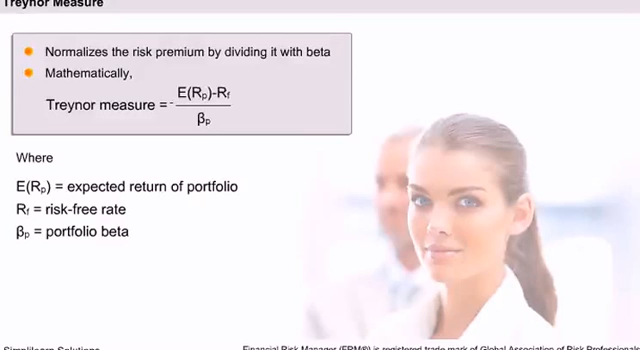 Treynor Measure
Normalizes the risk premium by dividing it with beta
Mathematically,
Treynor measure =- E(Rp)-Rf
βp
Where
E(Rp) = expected return of portfolio
Rf = risk-free rate
βp = portfolio beta
Simplilearn Solutions
Financial Risk Manager (FRM®) is registered trade mark of Global Association of Risk Professionals